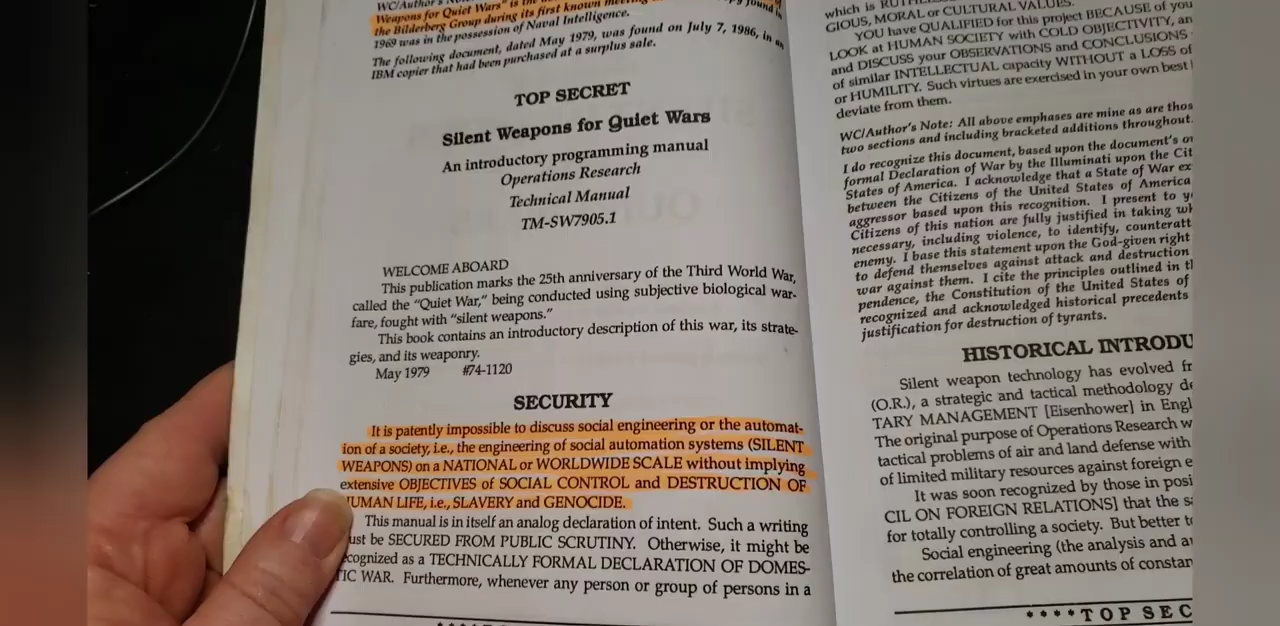 WC/Author's
Weapons for Quiet Wars" is the
the Bilderberg Group during its first known meeting
1969 was in the possession of Naval Intelligence.
The following document, dated May 1979, was found on July 7, 1986, in an
IBM copier that had been purchased at a surplus sale.
TOP SECRET
Silent Weapons for Quiet Wars
An introductory programming manual
Operations Research
Technical Manual
TM-SW7905.1
WELCOME ABOARD
This publication marks the 25th anniversary of the Third World War,
called the "Quiet War," being conducted using subjective biological war-
fare, fought with "silent weapons."
This book contains an introductory description of this war, its strate-
gies, and its weaponry.
May 1979 #74-1120
SECURITY
It is patently impossible to discuss social engineering or the automat-
ion of a society, i.e., the engineering of social automation systems (SILENT
WEAPONS) on a NATIONAL or WORLDWIDE SCALE without implying
extensive OBJECTIVES of SOCIAL CONTROL and DESTRUCTION OF
HUMAN LIFE, i.e., SLAVERY and GENOCIDE.
This manual is in itself an analog declaration of intent. Such a writing
ust be SECURED FROM PUBLIC SCRUTINY. Otherwise, it might be
ecognized as a TECHNICALLY FORMAL DECLARATION OF DOMES-
TIC WAR. Furthermore, whenever any person or group of persons in a
which is
GIOUS, MORAL or CULTURAL VALUES.
YOU have QUALIFIED for this project BECAUSE of you
LOOK at HUMAN SOCIETY with COLD OBJECTIVITY, an
and DISCUSS your OBSERVATIONS and CONCLUSIONS
of similar INTELLECTUAL capacity WITHOUT a LOSS of
or HUMILITY. Such virtues are exercised in your own best
deviate from them.
WC/Author's Note: All above emphases are mine as are thos
two sections and including bracketed additions throughout.
I do recognize this document, based upon the document's o
formal Declaration of War by the Illuminati upon the Cit
States of America. I acknowledge that a State of War ex
between the Citizens of the United States of America
aggressor based upon this recognition. I present to y
Citizens of this nation are fully justified in taking wh
necessary, including violence, to identify, counteratt
enemy. I base this statement upon the God-given right
to defend themselves against attack and destruction
war against them. I cite the principles outlined in t
pendence, the Constitution of the United States of
recognized and acknowledged historical precedents
justification for destruction of tyrants.
HISTORICAL INTRODU
Silent weapon technology has evolved fr
(O.R.), a strategic and tactical methodology de
TARY MANAGEMENT [Eisenhower] in Engl
The original purpose of Operations Research w
tactical problems of air and land defense with
of limited military resources against foreign e
It was soon recognized by those in posi
CIL ON FOREIGN RELATIONS] that the sa
for totally controlling a society. But better t
Social engineering (the analysis and a
the correlation of great amounts of constan
****TOP SEC